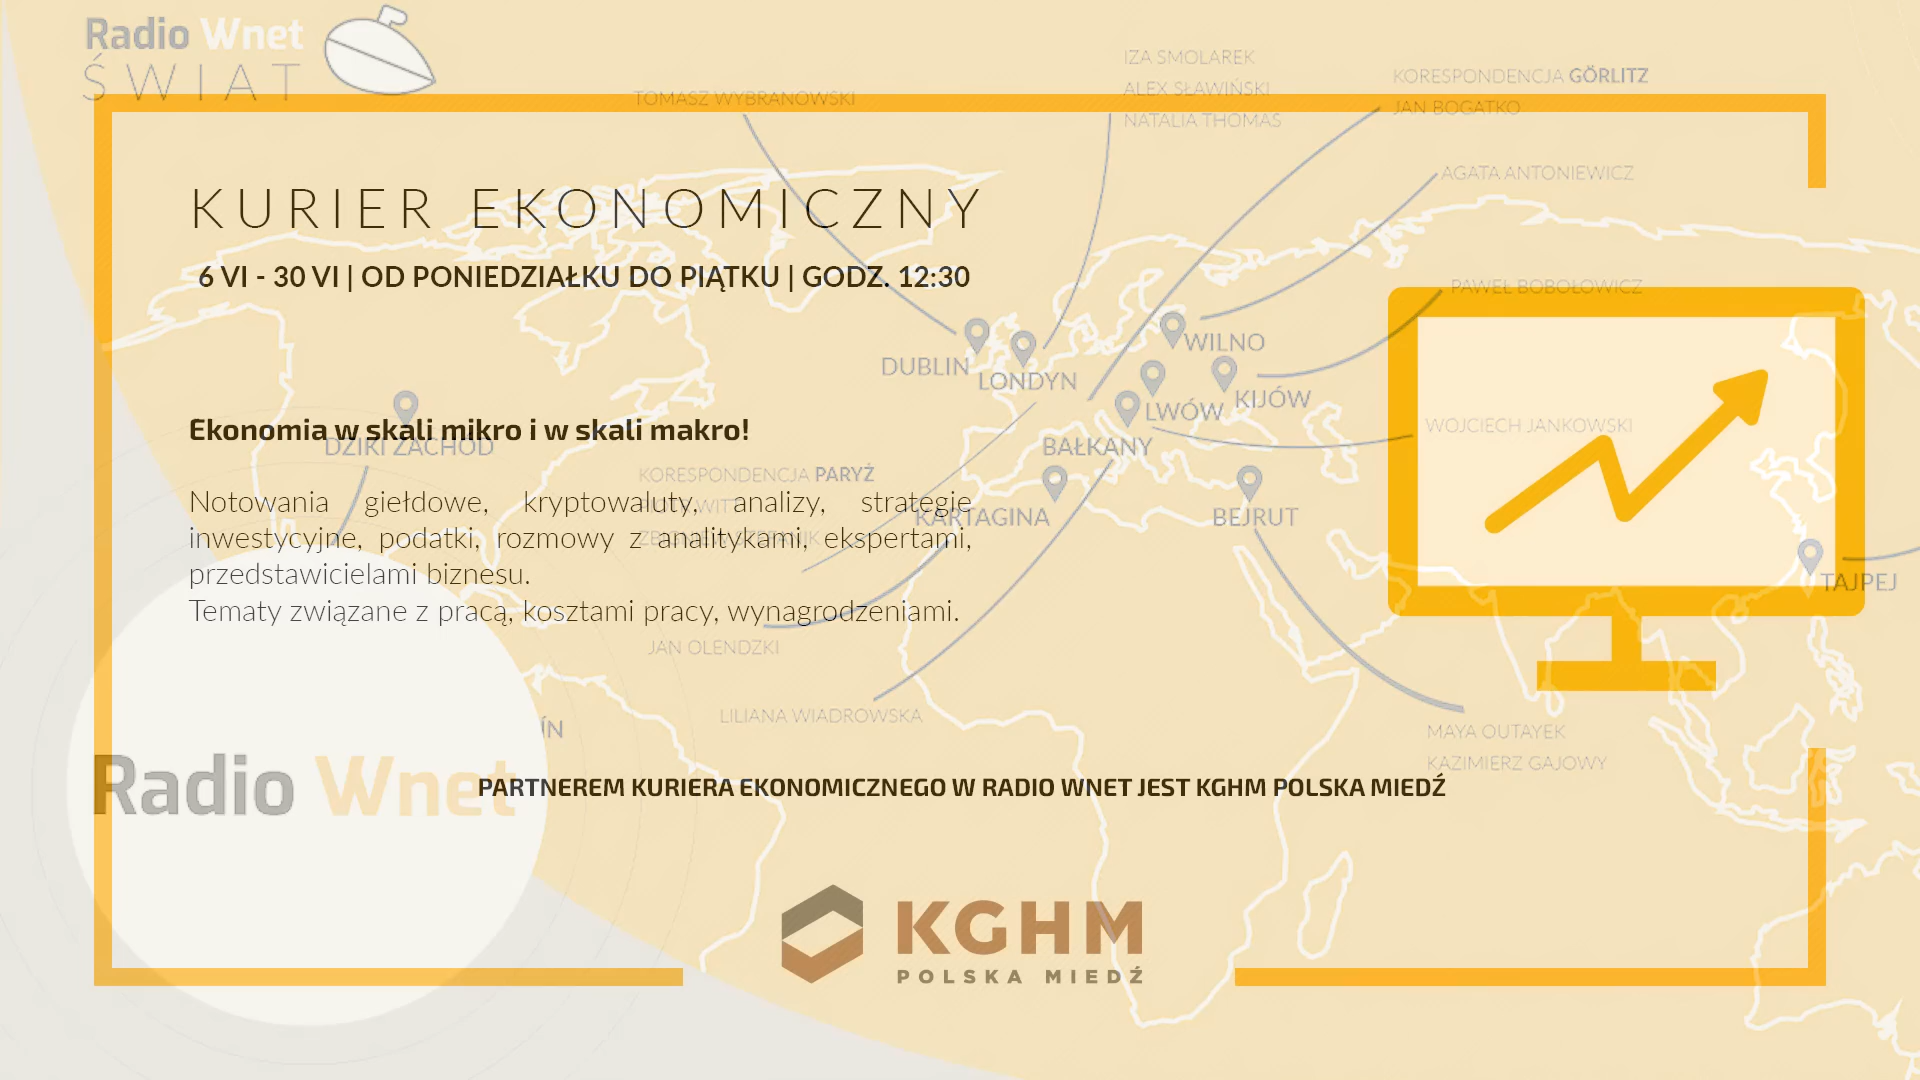 Radio Wnet
ŚWIAT
TOMASZ WYBRANOWSKI
IZA SMOLAREK
ALEX SŁAWIŃSKI
NATALIA THOMAS
KORESPONDENCJA GÖRLITZ
JAN BOGATKO
AGATA ANTONIEWICZ
KURIER EKONOMICZNY
6 VI - 30 VI | OD PONIEDZIAŁKU DO PIĄTKU | GODZ. 12:30
PAWEŁ BOBOŁOWICZ
WILNO
DUBLIN
LONDYN
KIJÓW
LWÓW
BAŁKANY
WOJCIECH JANKOWSKI
Ekonomia w skali mikro i w skali makro!
DZIKI ZACHÓD
KORESPONDENCJA PARYŻ
Notowania giełdowe, kryptowaluty, analizy, strategie
inwestycyjne, podatki, rozmowy z analitykami, ekspertami,
przedstawicielami biznesu.
Tematy związane z pracą, kosztami pracy, wynagrodzeniami.
KARTAGINA
BEJRUT
TAJPEJ
JAN OLENDZKI
LILIANA WIADROWSKA
MAYA OUTAYEK
KAZIMIERZ GAJOWY
Radio Wnet
PARTNEREM KURIERA EKONOMICZNEGO W RADIO WNET JEST KGHM POLSKA MIEDŹ
KGHM
POLSKA MIEDŹ